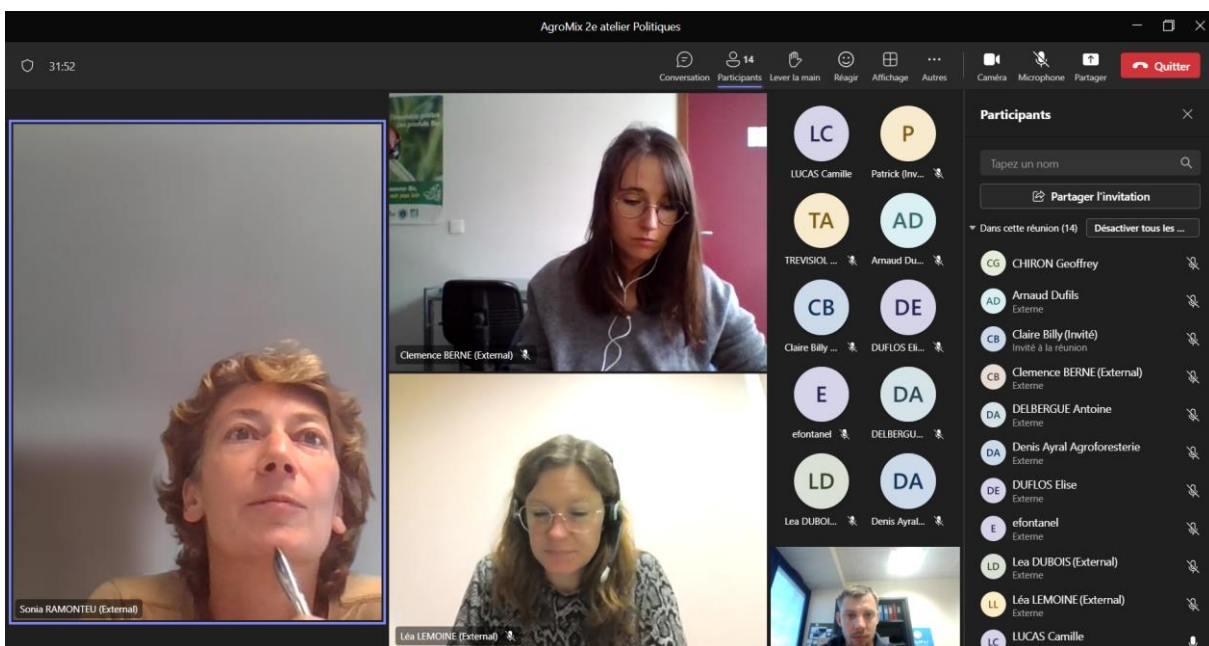 AgroMix 2e atelier Politiques
31:52
14
Conversation Participants Lever la main Réagir Affichage Autres Caméra Microphone Partager Quitter
Sonia RAMONTEU (External)
Clemence BERNE (External)
Léa LEMOINE (External)
LC P
LUCAS Camille Patrick (Inv...
TA AD
TREVISIOL ... Arnaud Du...
CB DE
Claire Billy ... DUFLOS Eli...
E DA
efontanel DELBERGU...
LD DA
Lea DUBOI... Denis Ayral...
Participants
Tapez un nom
Partager l'invitation
Dans cette réunion (14) Désactiver tous les ...
CG CHIRON Geoffrey
AD Arnaud Dufils
Externe
CB Claire Billy (Invité)
Invité à la réunion
CB Clemence BERNE (External)
Externe
DA DELBERGUE Antoine
Externe
DA Denis Ayral Agroforesterie
Externe
DE DUFLOS Elise
Externe
E efontanel
Externe
LD Lea DUBOIS (External)
Externe
LL Léa LEMOINE (External)
Externe
LC LUCAS Camille